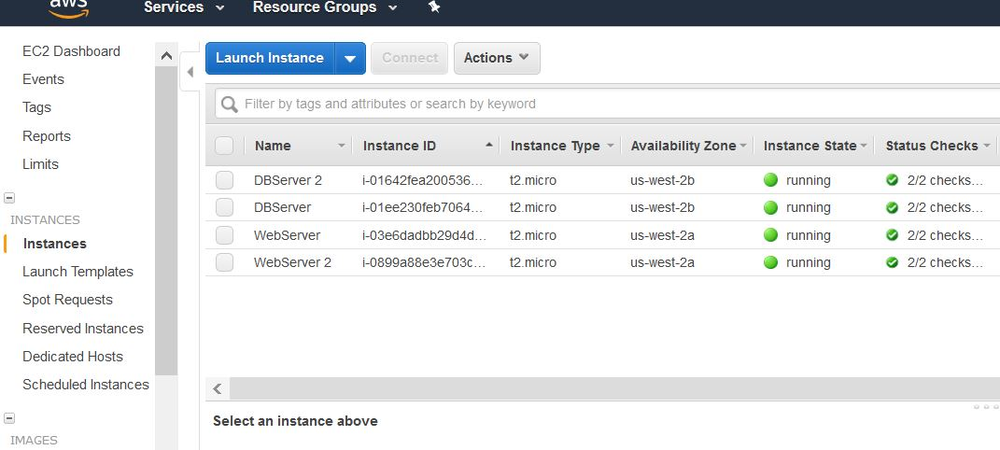 aws Services Resource Groups
EC2 Dashboard
Events
Tags
Reports
Limits
INSTANCES
Instances
Launch Templates
Spot Requests
Reserved Instances
Dedicated Hosts
Scheduled Instances
IMAGES
Launch Instance Connect Actions
Filter by tags and attributes or search by keyword
Name Instance ID Instance Type Availability Zone Instance State Status Checks
DBServer 2 i-01642fea200536... t2.micro us-west-2b running 2/2 checks...
DBServer i-01ee230feb7064... t2.micro us-west-2b running 2/2 checks...
WebServer i-03e6dadbb29d4d... t2.micro us-west-2a running 2/2 checks...
WebServer 2 i-0899a88e3e703c... t2.micro us-west-2a running 2/2 checks...
Select an instance above